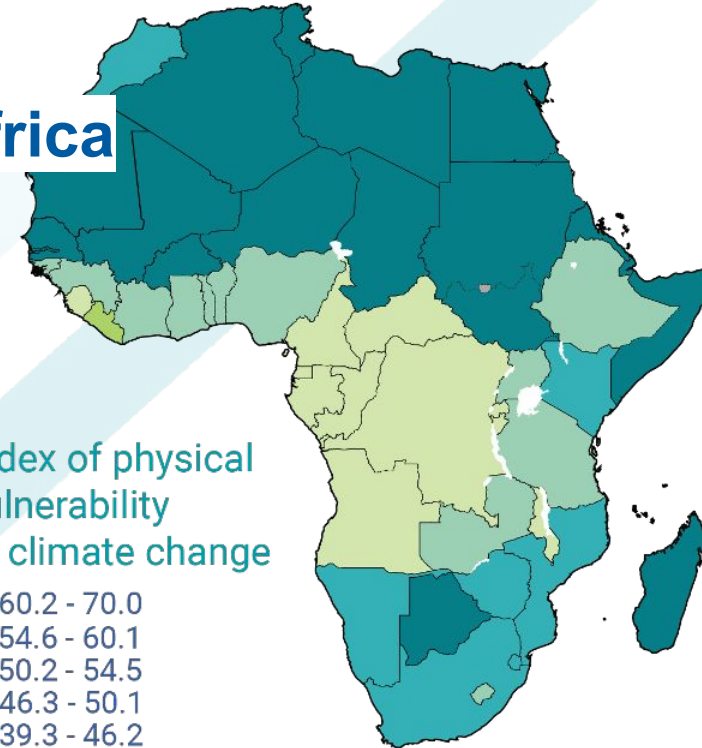 frica
dex of physical
ulnerability
climate change
60.2 - 70.0
54.6 - 60.1
50.2 - 54.5
46.3 - 50.1
39.3 - 46.2